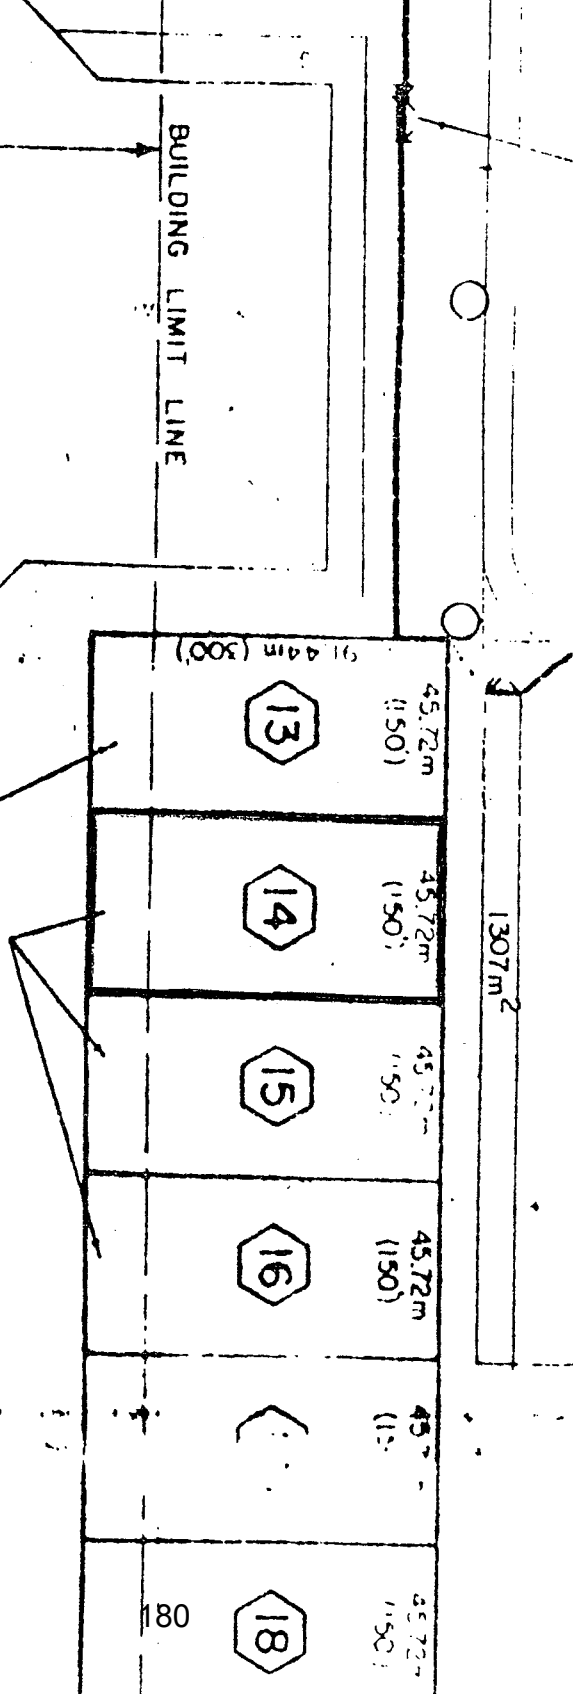 BUILDING LIMIT LINE
91.44m (300')
13
45.72m
(150')
14
45.72m
(150')
1307m²
15
16
45.72m
(150')
18
180